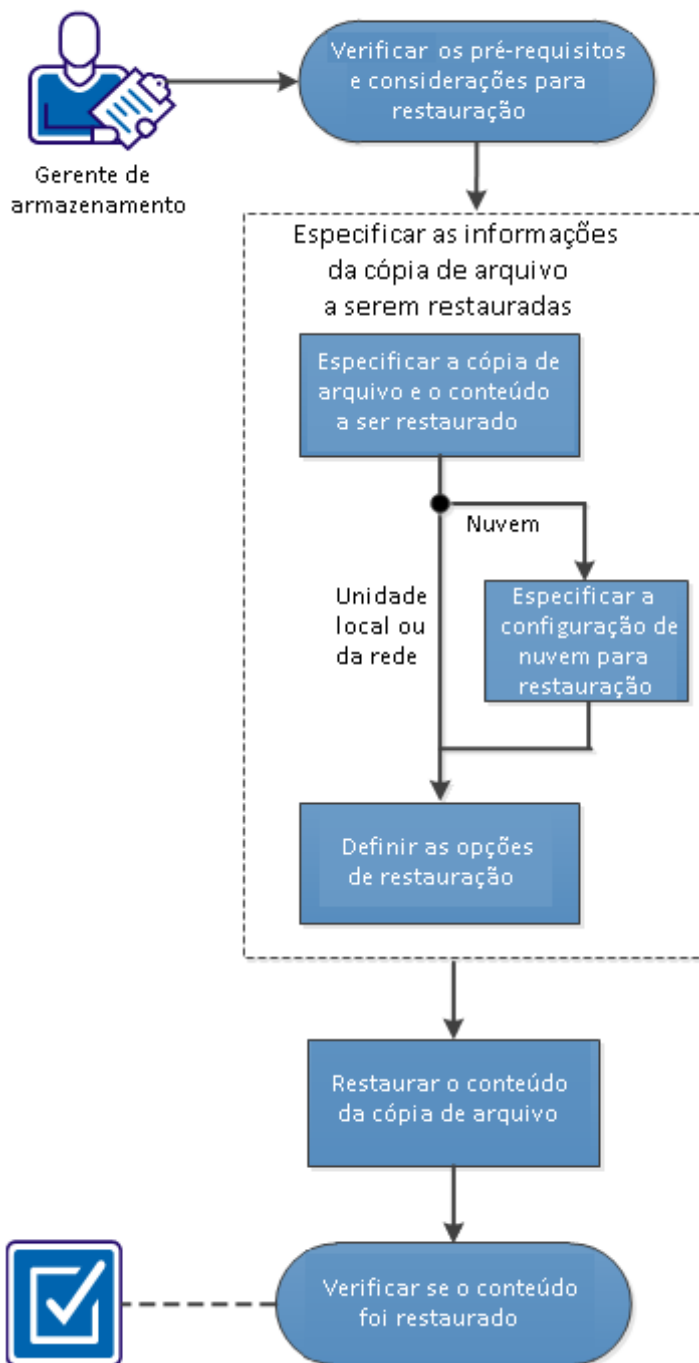 Verificar os pré-requisitos
e considerações para
restauração
Gerente de
armazenamento
Especificar as informações
da cópia de arquivo
a serem restauradas
Especificar a cópia de
arquivo e o conteúdo
a ser restaurado
Nuvem
Unidade
local ou
da rede
Especificar a
configuração de
nuvem para
restauração
Definir as opções
de restauração
Restaurar o conteúdo
da cópia de arquivo
Verificar se o conteúdo
foi restaurado